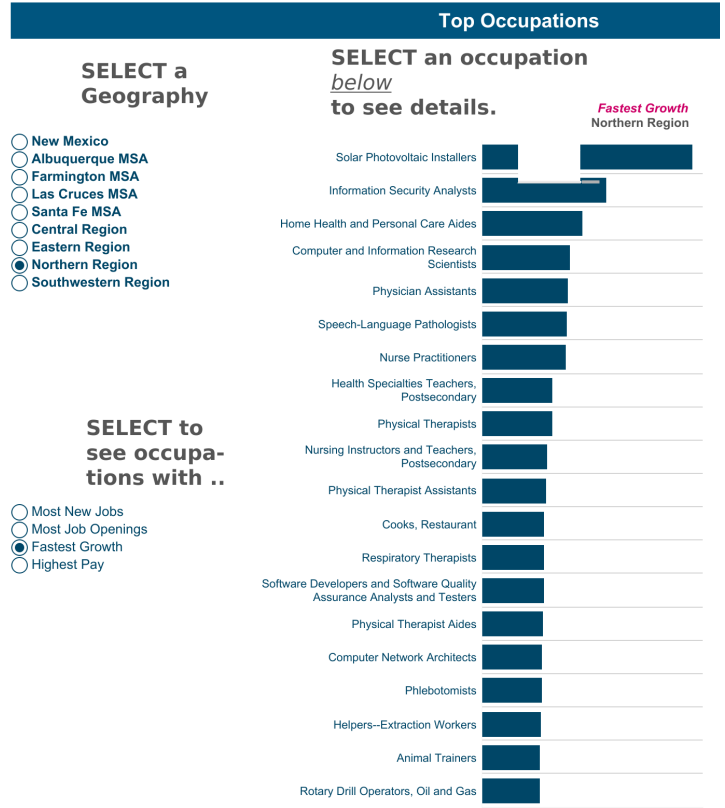 Top Occupations
SELECT a
Geography
SELECT an occupation
below
to see details.
Fastest Growth
Northern Region
New Mexico
Albuquerque MSA
Farmington MSA
Las Cruces MSA
Santa Fe MSA
Central Region
Eastern Region
Northern Region
Southwestern Region
SELECT to
see occupa-
tions with ..
Most New Jobs
Most Job Openings
Fastest Growth
Highest Pay
Solar Photovoltaic Installers
Information Security Analysts
Home Health and Personal Care Aides
Computer and Information Research
Scientists
Physician Assistants
Speech-Language Pathologists
Nurse Practitioners
Health Specialties Teachers,
Postsecondary
Physical Therapists
Nursing Instructors and Teachers,
Postsecondary
Physical Therapist Assistants
Cooks, Restaurant
Respiratory Therapists
Software Developers and Software Quality
Assurance Analysts and Testers
Physical Therapist Aides
Computer Network Architects
Phlebotomists
Helpers--Extraction Workers
Animal Trainers
Rotary Drill Operators, Oil and Gas